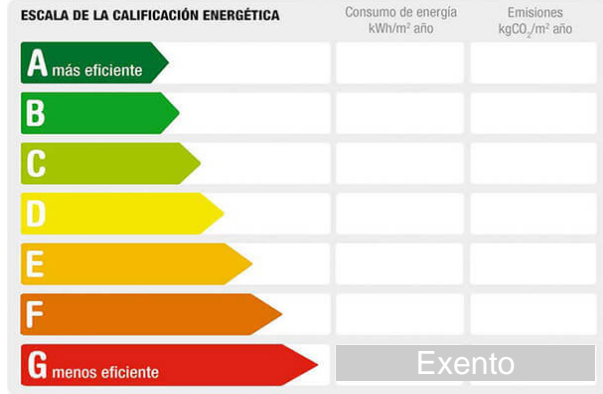 ESCALA DE LA CALIFICACIÓN ENERGÉTICA
Consumo de energía
kWh/m² año
Emisiones
kgCO₂/m² año
A más eficiente
B
C
D
E
F
G menos eficiente
Exento